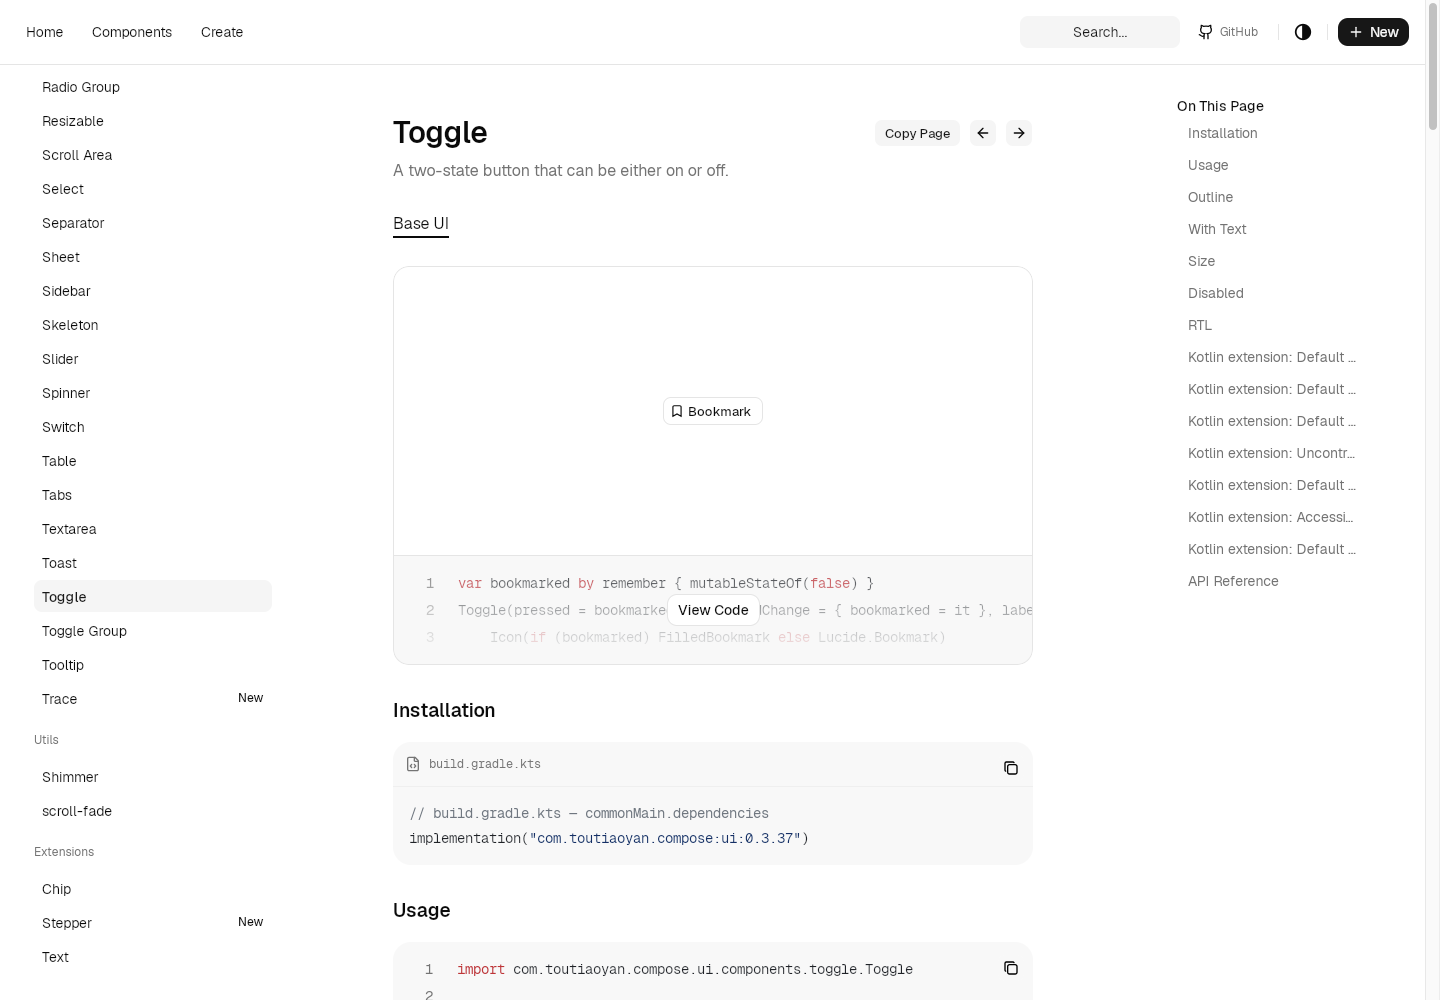 Home
Components
Create
Search...
GitHub
New
Radio Group
Resizable
Scroll Area
Select
Separator
Sheet
Sidebar
Skeleton
Slider
Spinner
Switch
Table
Tabs
Textarea
Toast
Toggle
Toggle Group
Tooltip
Trace New
Utils
Shimmer
scroll-fade
Extensions
Chip
Stepper New
Text
Toggle
Copy Page
A two-state button that can be either on or off.
Base UI
Bookmark
1 var bookmarked by remember { mutableStateOf(false) }
2 Toggle(pressed = bookmarke Change = { bookmarked = it }, labe
View Code
3 Icon(if (bookmarked) FilledBookmark else Lucide.Bookmark)
Installation
build.gradle.kts
// build.gradle.kts — commonMain.dependencies
implementation("com.toutiaoyan.compose:ui:0.3.37")
Usage
1 import com.toutiaoyan.compose.ui.components.toggle.Toggle
2
On This Page
Installation
Usage
Outline
With Text
Size
Disabled
RTL
Kotlin extension: Default ...
Kotlin extension: Default ...
Kotlin extension: Default ...
Kotlin extension: Uncontr...
Kotlin extension: Default ...
Kotlin extension: Accessi...
Kotlin extension: Default ...
API Reference